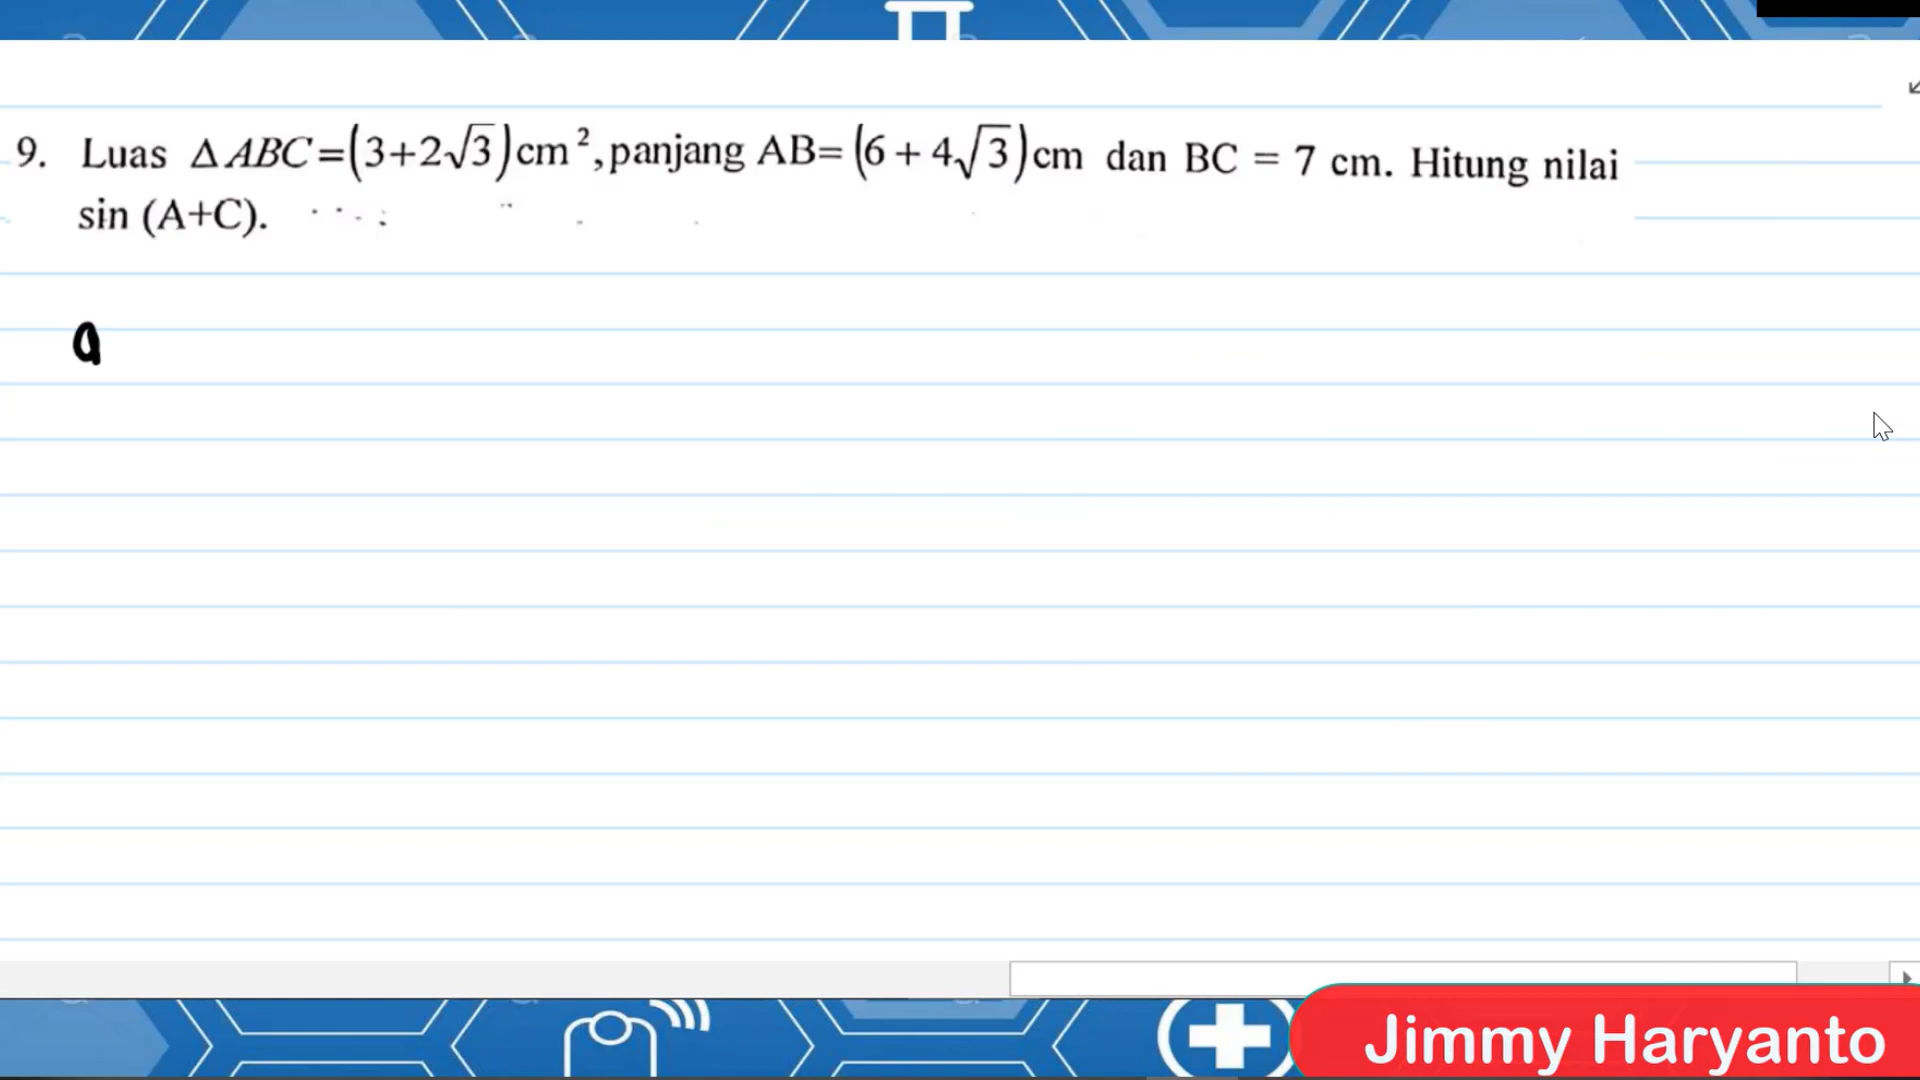 9. Luas ΔABC=(3+2√3)cm²,panjang AB=(6+4√3)cm dan BC = 7 cm. Hitung nilai
sin (A+C).
a
Jimmy Haryanto